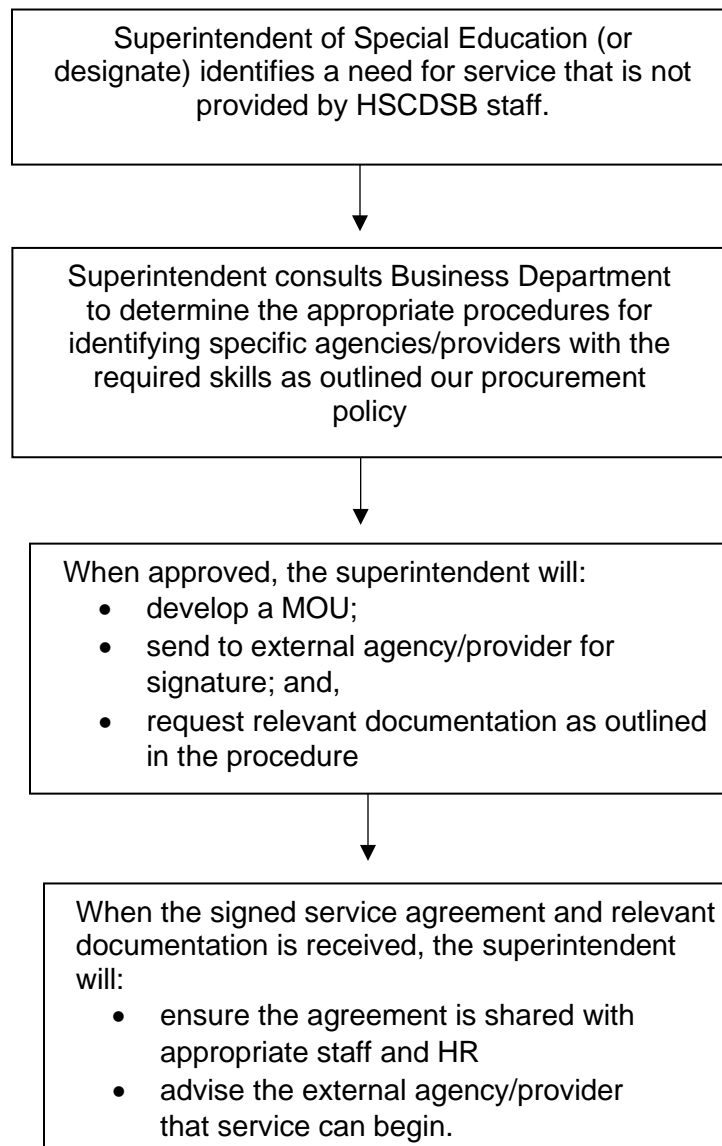 Superintendent of Special Education (or
designate) identifies a need for service that is not
provided by HSCDSB staff.
Superintendent consults Business Department
to determine the appropriate procedures for
identifying specific agencies/providers with the
required skills as outlined our procurement
policy
When approved, the superintendent will:
• develop a MOU;
• send to external agency/provider for
signature; and,
• request relevant documentation as outlined
in the procedure
When the signed service agreement and relevant
documentation is received, the superintendent
will:
• ensure the agreement is shared with
appropriate staff and HR
• advise the external agency/provider
that service can begin.